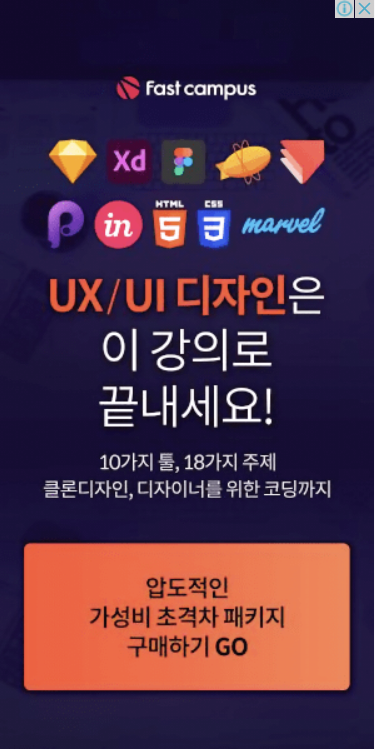 Fast campus
Xd
in
HTML
CSS
5
3
marvel
UX/UI 디자인은
이 강의로
끝내세요!
10가지 툴, 18가지 주제
클론디자인, 디자이너를 위한 코딩까지
압도적인
가성비 초격차 패키지
구매하기 GO